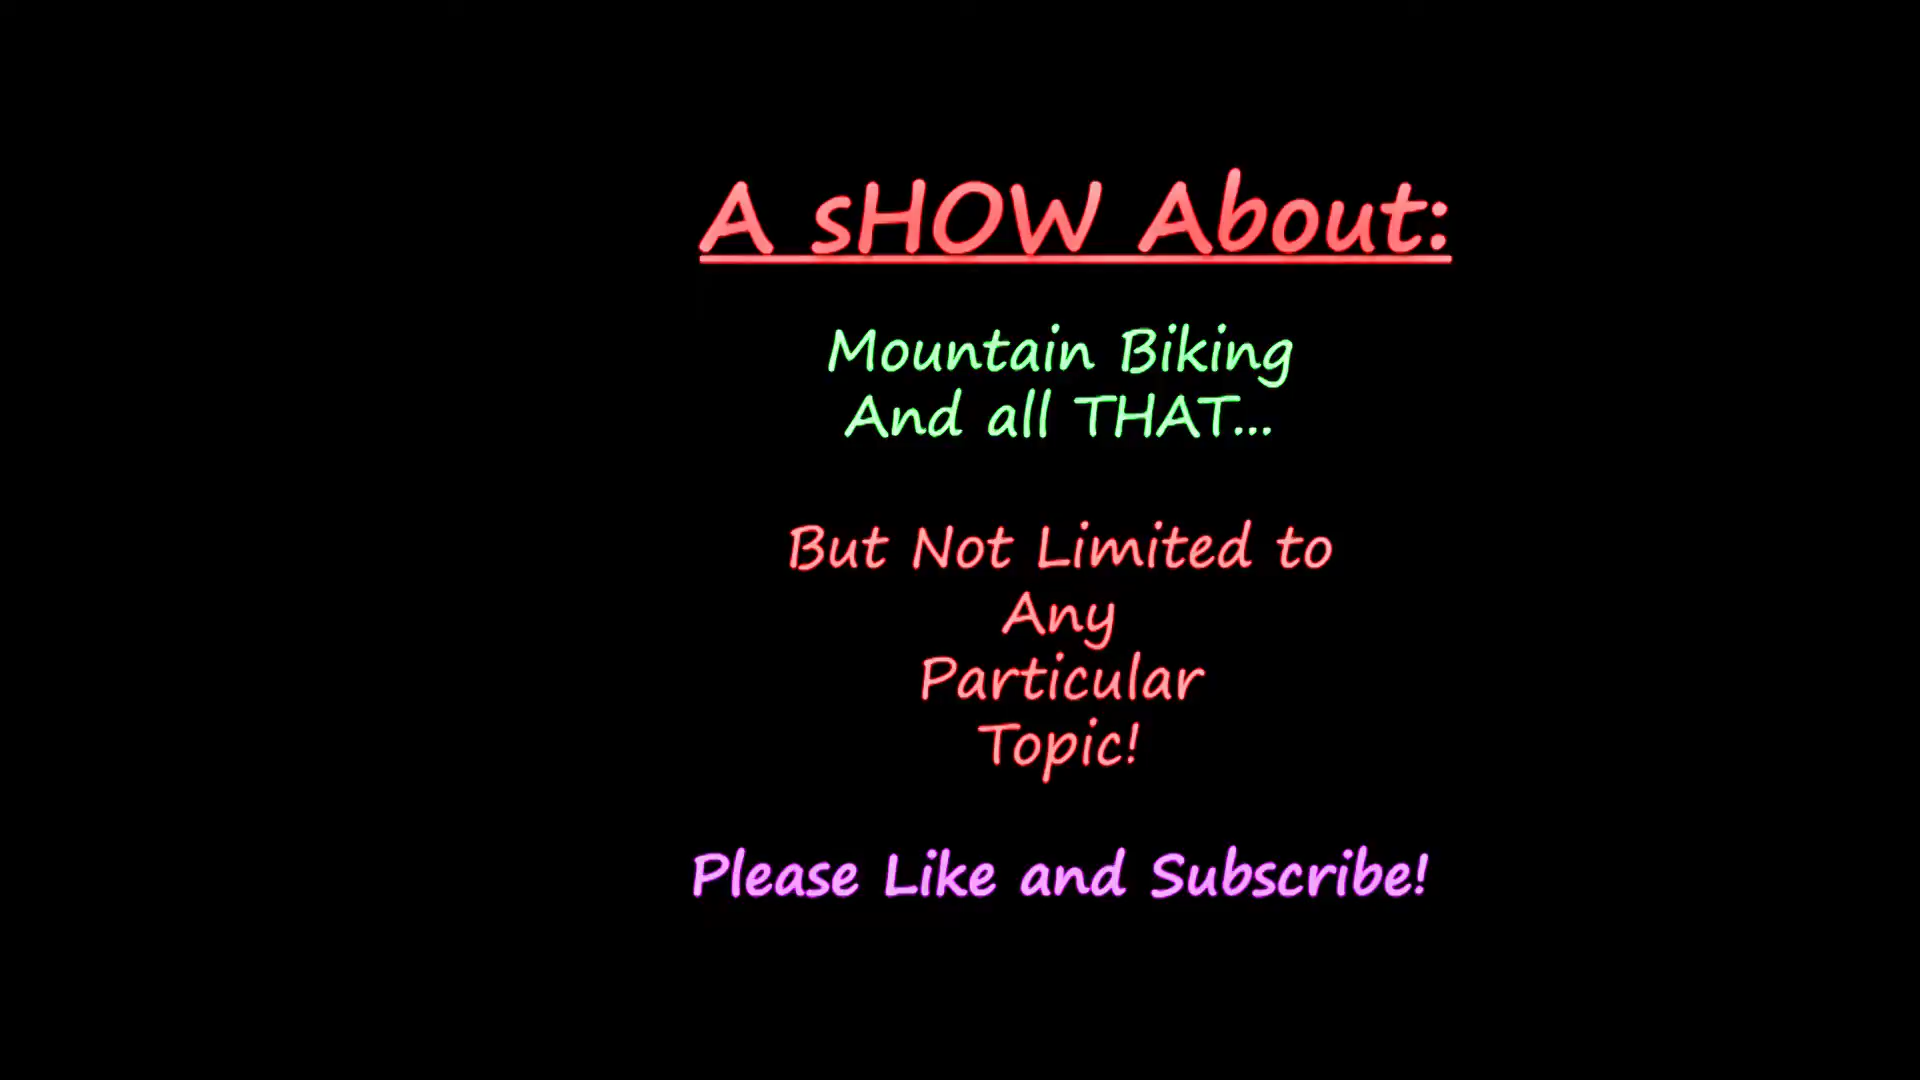 A sHOW About:
Mountain Biking
And all THAT...
But Not Limited to
Any
Particular
Topic!
Please Like and Subscribe!